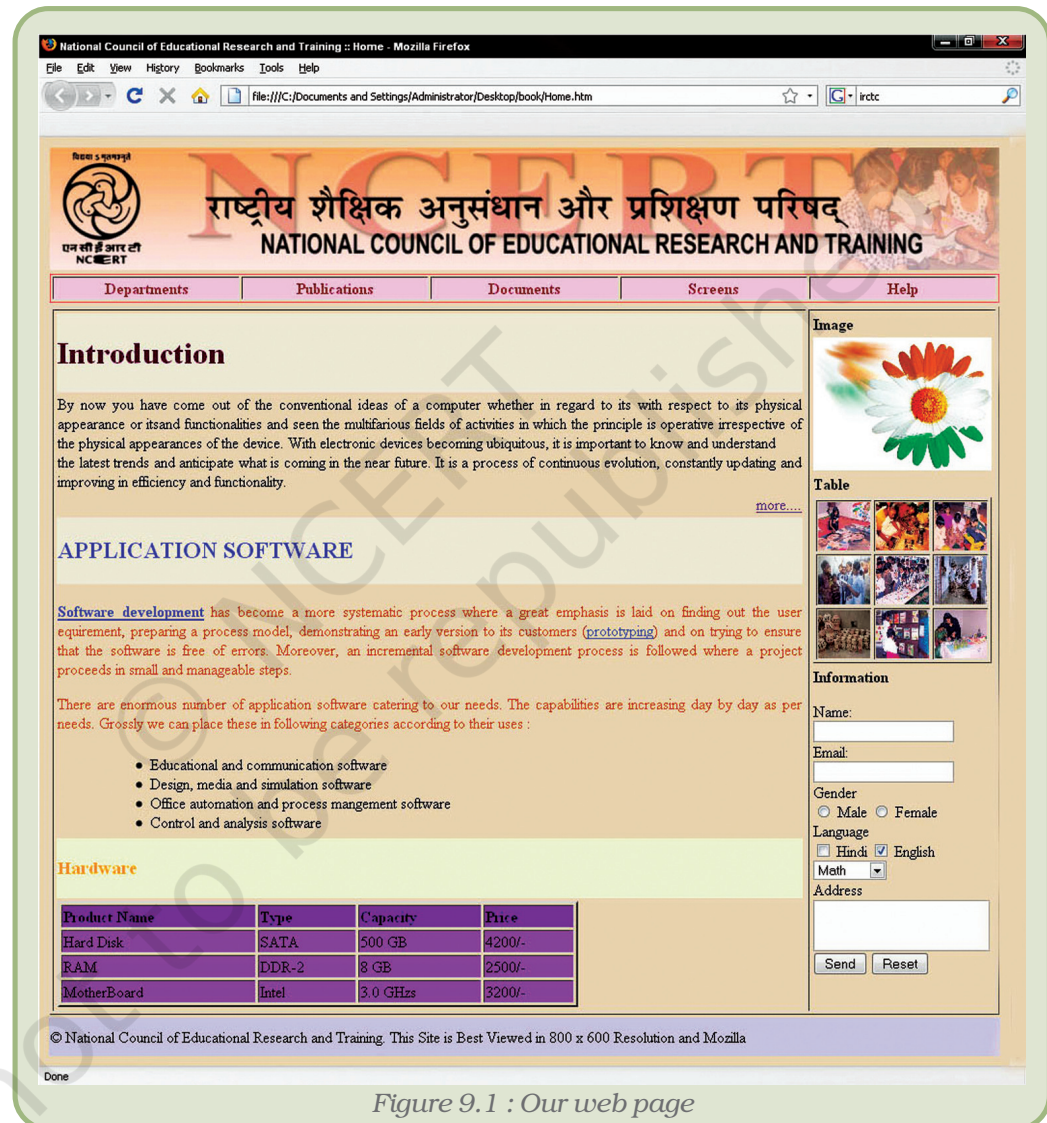 National Council of Educational Research and Training :: Home - Mozilla Firefox
File Edit View History Bookmarks Tools Help
file:///C:/Documents and Settings/Administrator/Desktop/book/Home.htm
irctc
NCERT
एन सी ई आर टी
NCERT
राष्ट्रीय शैक्षिक अनुसंधान और प्रशिक्षण परिषद्
NATIONAL COUNCIL OF EDUCATIONAL RESEARCH AND TRAINING
Departments Publications Documents Screens Help
Introduction
By now you have come out of the conventional ideas of a computer whether in regard to its with respect to its physical
appearance or itsand functionalities and seen the multifarious fields of activities in which the principle is operative irrespective of
the physical appearances of the device. With electronic devices becoming ubiquitous, it is important to know and understand
the latest trends and anticipate what is coming in the near future. It is a process of continuous evolution, constantly updating and
improving in efficiency and functionality.
more....
APPLICATION SOFTWARE
Software development has become a more systematic process where a great emphasis is laid on finding out the user
equirement, preparing a process model, demonstrating an early version to its customers (prototyping) and on trying to ensure
that the software is free of errors. Moreover, an incremental software development process is followed where a project
proceeds in small and manageable steps.
There are enormous number of application software catering to our needs. The capabilities are increasing day by day as per
needs. Grossly we can place these in following categories according to their uses :
• Educational and communication software
• Design, media and simulation software
• Office automation and process mangement software
• Control and analysis software
Hardware
Product Name Type Capacity Price
Hard Disk SATA 500 GB 4200/-
RAM DDR-2 8 GB 2500/-
MotherBoard Intel 3.0 GHzs 3200/-
Image
Table
Information
Name:
Email:
Gender
Male Female
Language
Hindi English
Math
Address
Send Reset
© National Council of Educational Research and Training. This Site is Best Viewed in 800 x 600 Resolution and Mozilla
Done
Figure 9.1 : Our web page
© NCERT
not to be republished